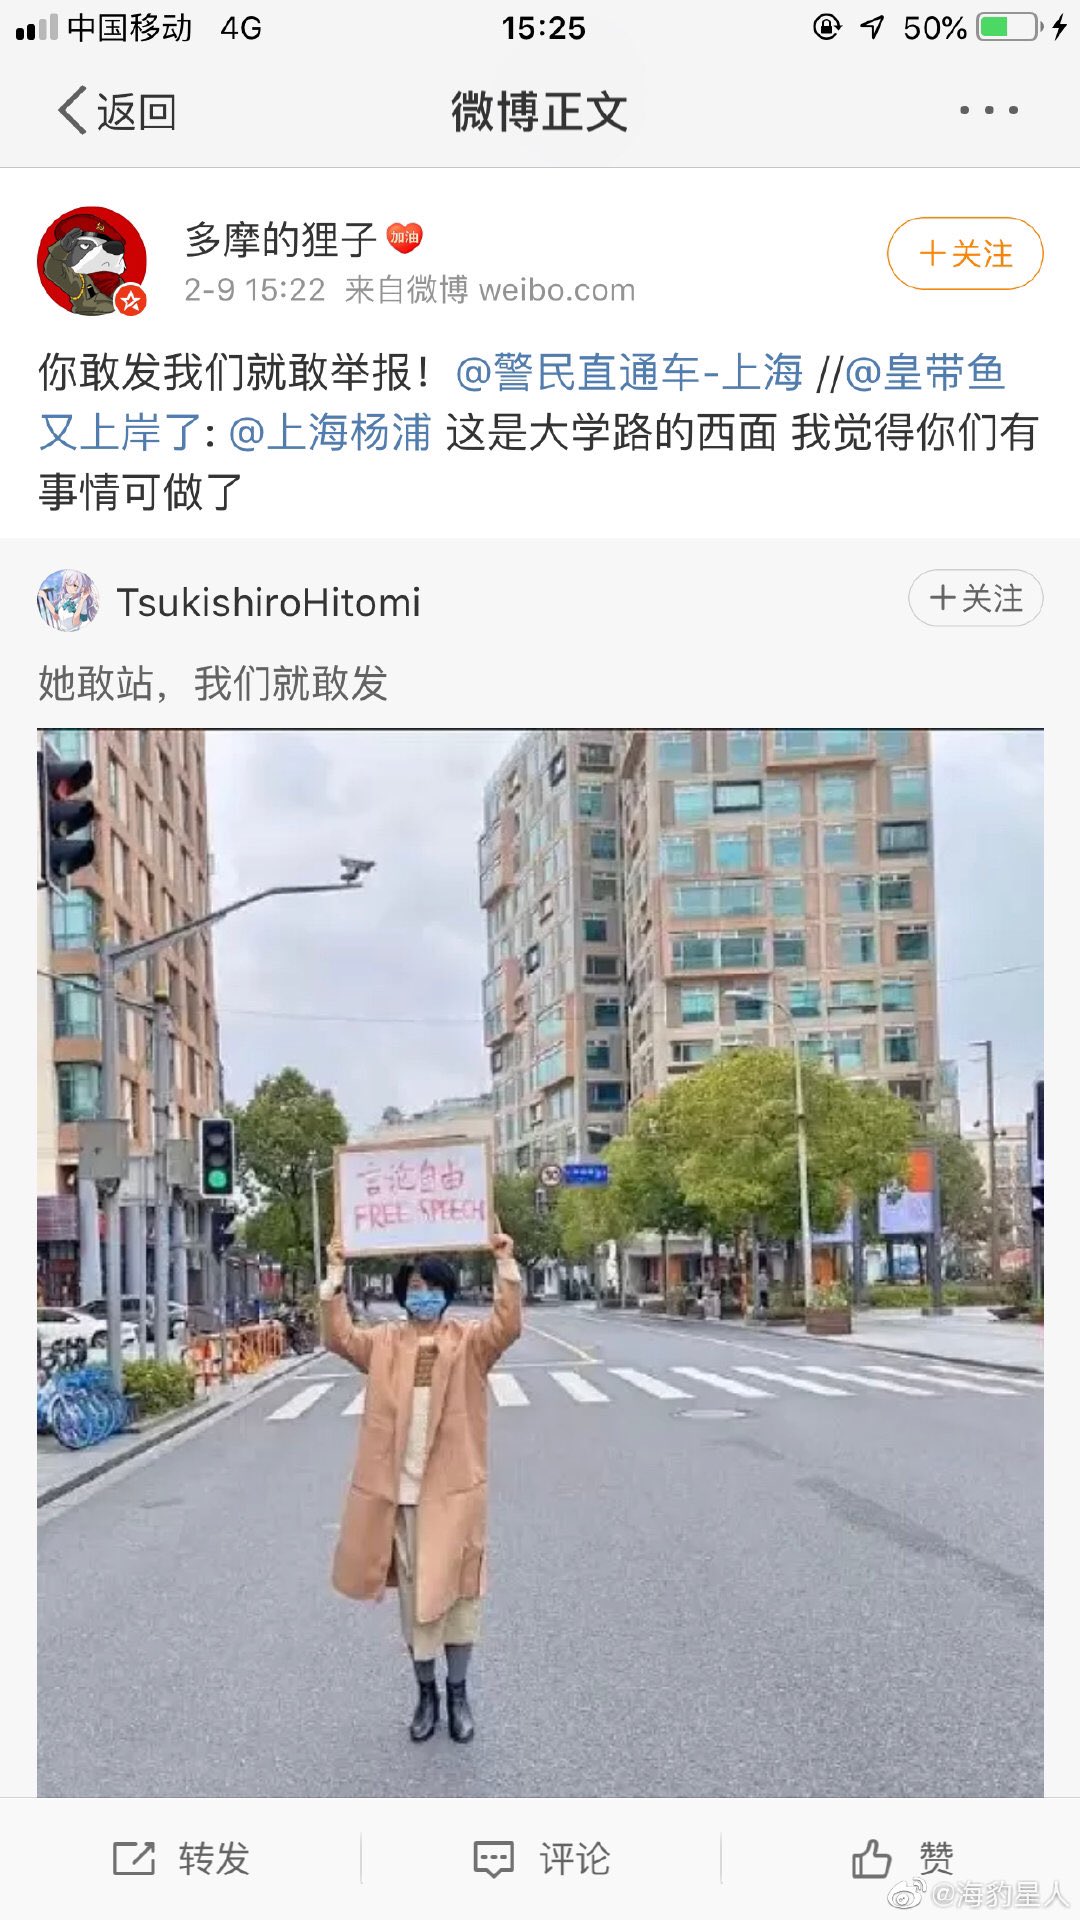 中国移动 4G 15:25 50%
返回 微博正文
多摩的狸子 加油
+关注
2-9 15:22 来自微博 weibo.com
你敢发我们就敢举报！@警民直通车-上海 //@皇带鱼
又上岸了: @上海杨浦 这是大学路的西面 我觉得你们有
事情可做了
TsukishiroHitomi
+关注
她敢站，我们就敢发
言论自由
FREE SPEECH
转发 评论 赞
@海豹星人